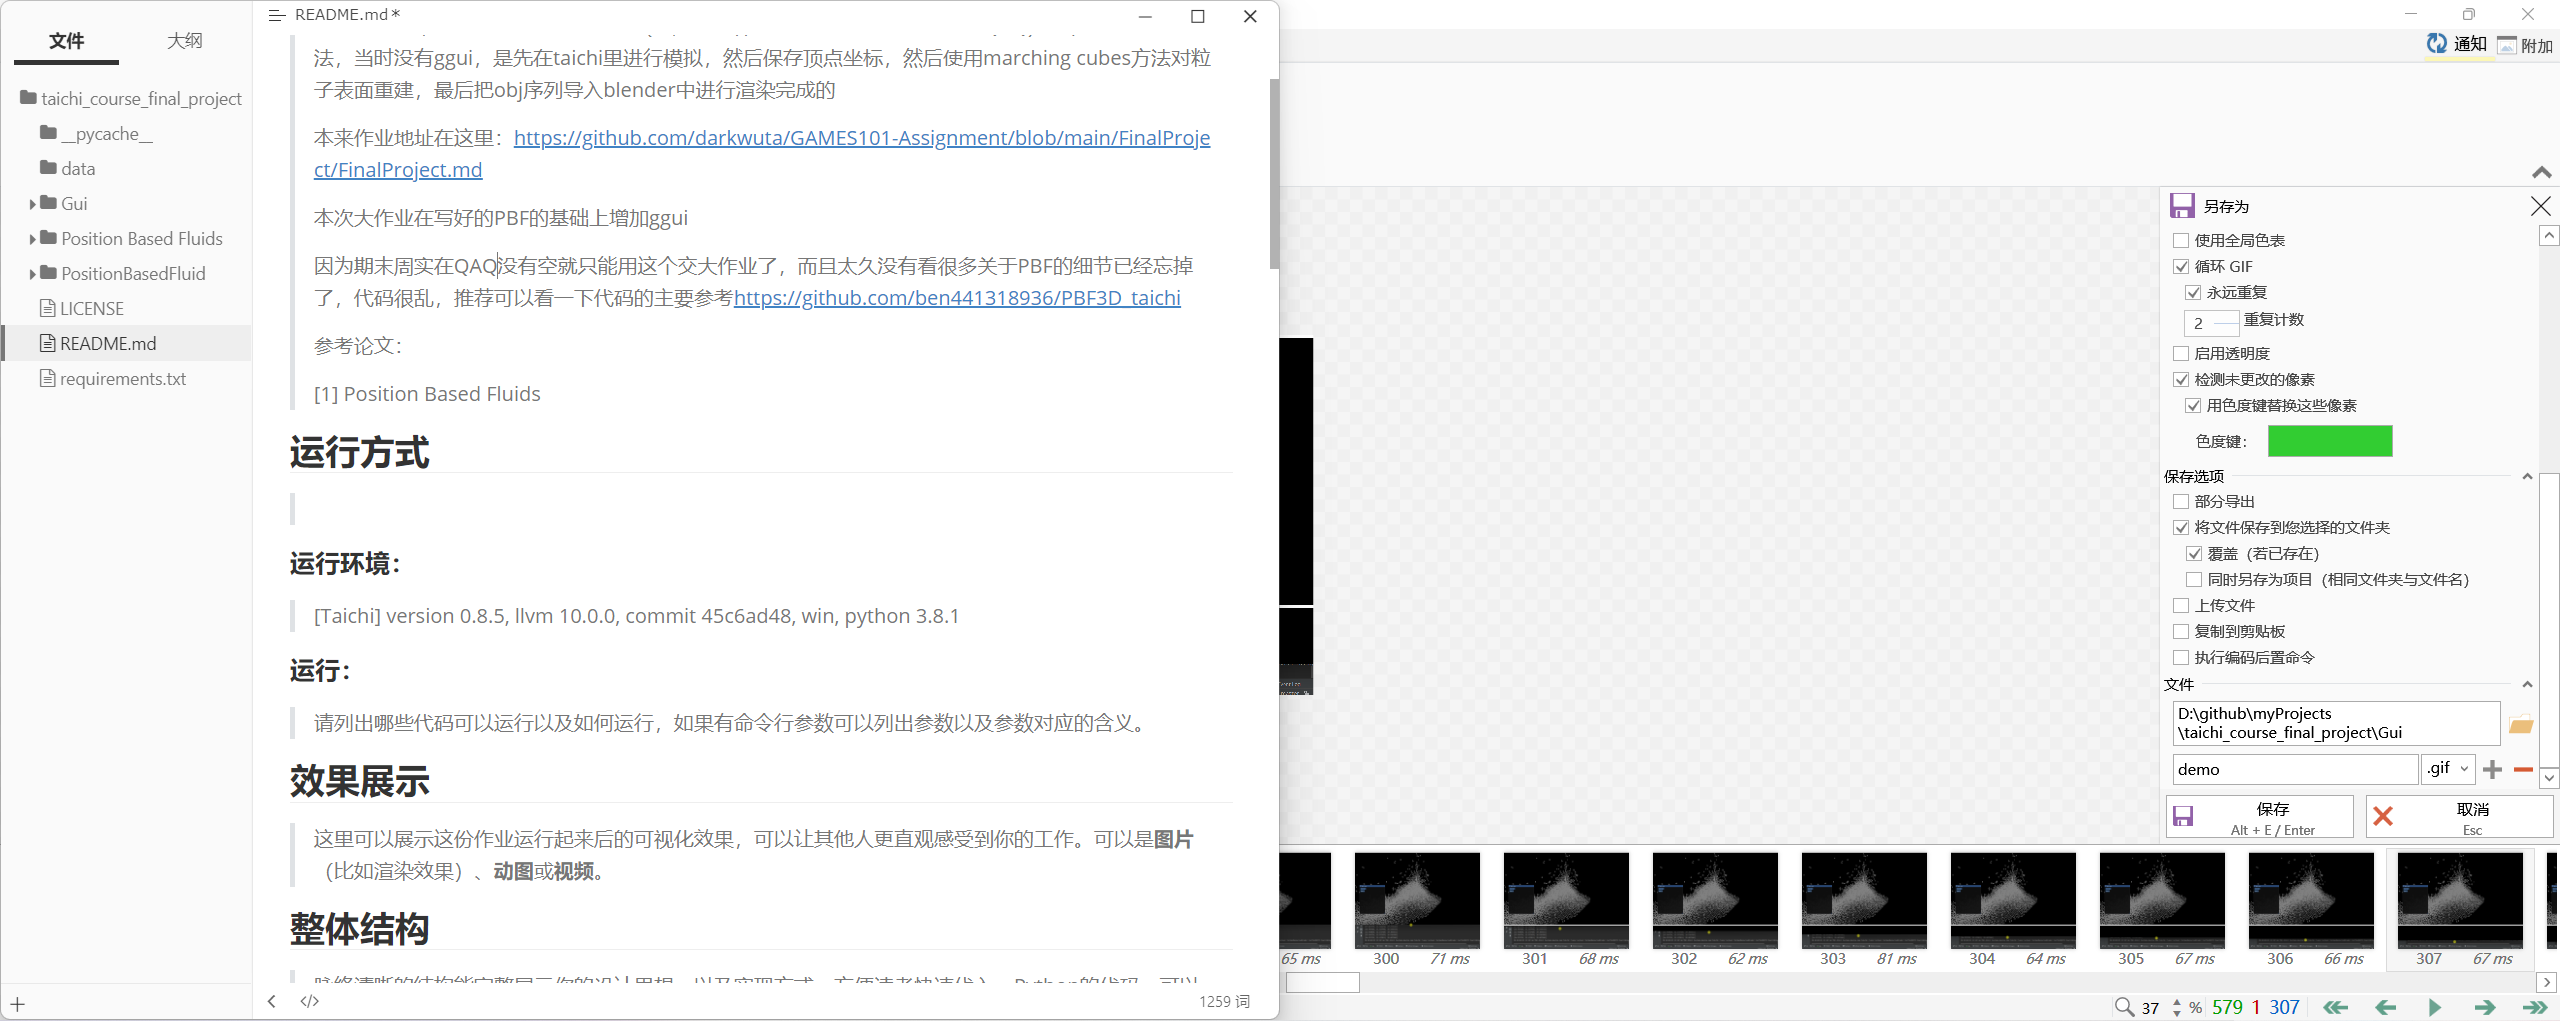 README.md*
文件
大纲
taichi_course_final_project
__pycache__
data
Gui
Position Based Fluids
PositionBasedFluid
LICENSE
README.md
requirements.txt
法，当时没有ggui，是先在taichi里进行模拟，然后保存顶点坐标，然后使用marching cubes方法对粒
子表面重建，最后把obj序列导入blender中进行渲染完成的
本来作业地址在这里：https://github.com/darkwuta/GAMES101-Assignment/blob/main/FinalProje
ct/FinalProject.md
本次大作业在写好的PBF的基础上增加ggui
因为期末周实在QAQ没有空就只能用这个交大作业了，而且太久没有看很多关于PBF的细节已经忘掉
了，代码很乱，推荐可以看一下代码的主要参考https://github.com/ben441318936/PBF3D_taichi
参考论文：
[1] Position Based Fluids
运行方式
运行环境：
[Taichi] version 0.8.5, llvm 10.0.0, commit 45c6ad48, win, python 3.8.1
运行：
请列出哪些代码可以运行以及如何运行，如果有命令行参数可以列出参数以及参数对应的含义。
效果展示
这里可以展示这份作业运行起来后的可视化效果，可以让其他人更直观感受到你的工作。可以是图片
（比如渲染效果）、动图或视频。
整体结构
</> 1259 词
通知 附加
另存为
使用全局色表
循环 GIF
永远重复
2 重复计数
启用透明度
检测未更改的像素
用色度键替换这些像素
色度键：
保存选项
部分导出
将文件保存到您选择的文件夹
覆盖（若已存在）
同时另存为项目（相同文件夹与文件名）
上传文件
复制到剪贴板
执行编码后置命令
文件
D:\github\myProjects
\taichi_course_final_project\Gui
demo .gif
保存 取消
Alt + E / Enter Esc
65 ms 300 71 ms 301 68 ms 302 62 ms 303 81 ms 304 64 ms 305 67 ms 306 66 ms 307 67 ms
37 % 579 1 307